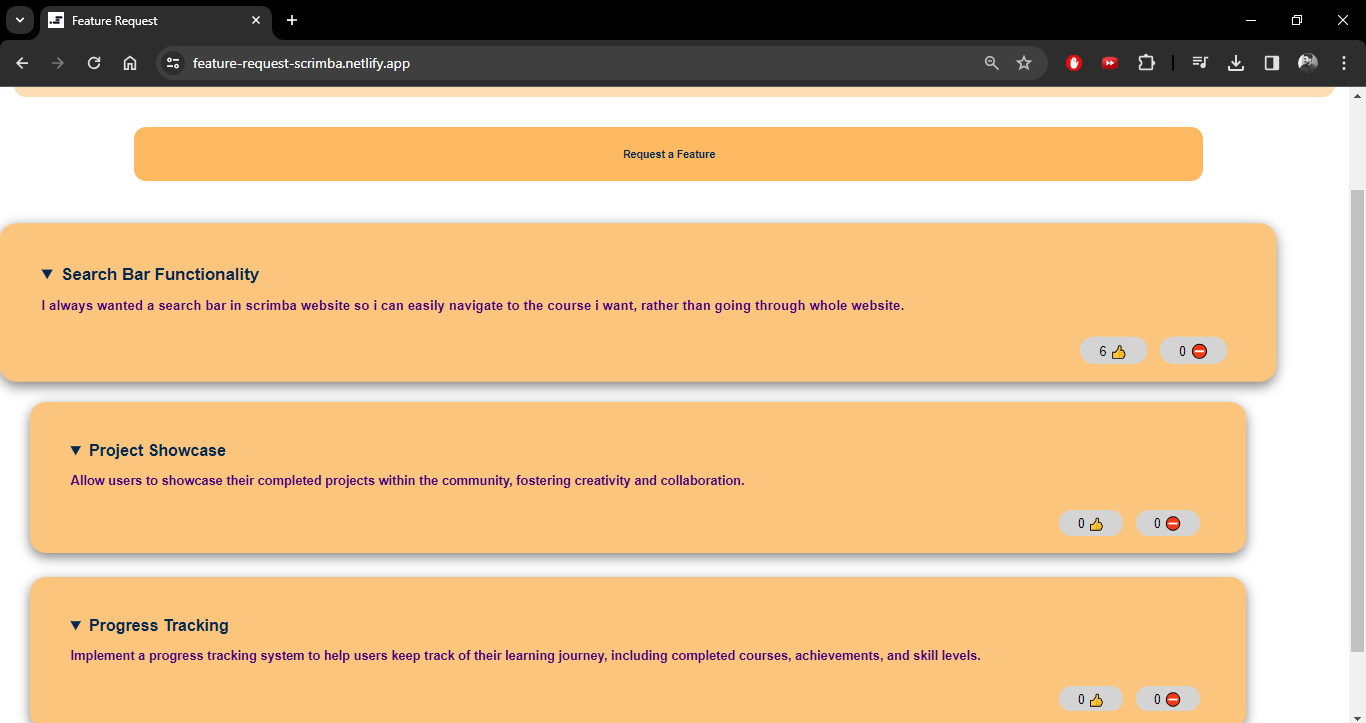 Feature Request
feature-request-scrimba.netlify.app
Request a Feature
Search Bar Functionality
I always wanted a search bar in scrimba website so i can easily navigate to the course i want, rather than going through whole website.
6 👍 0 ⛔
Project Showcase
Allow users to showcase their completed projects within the community, fostering creativity and collaboration.
0 👍 0 ⛔
Progress Tracking
Implement a progress tracking system to help users keep track of their learning journey, including completed courses, achievements, and skill levels.
0 👍 0 ⛔